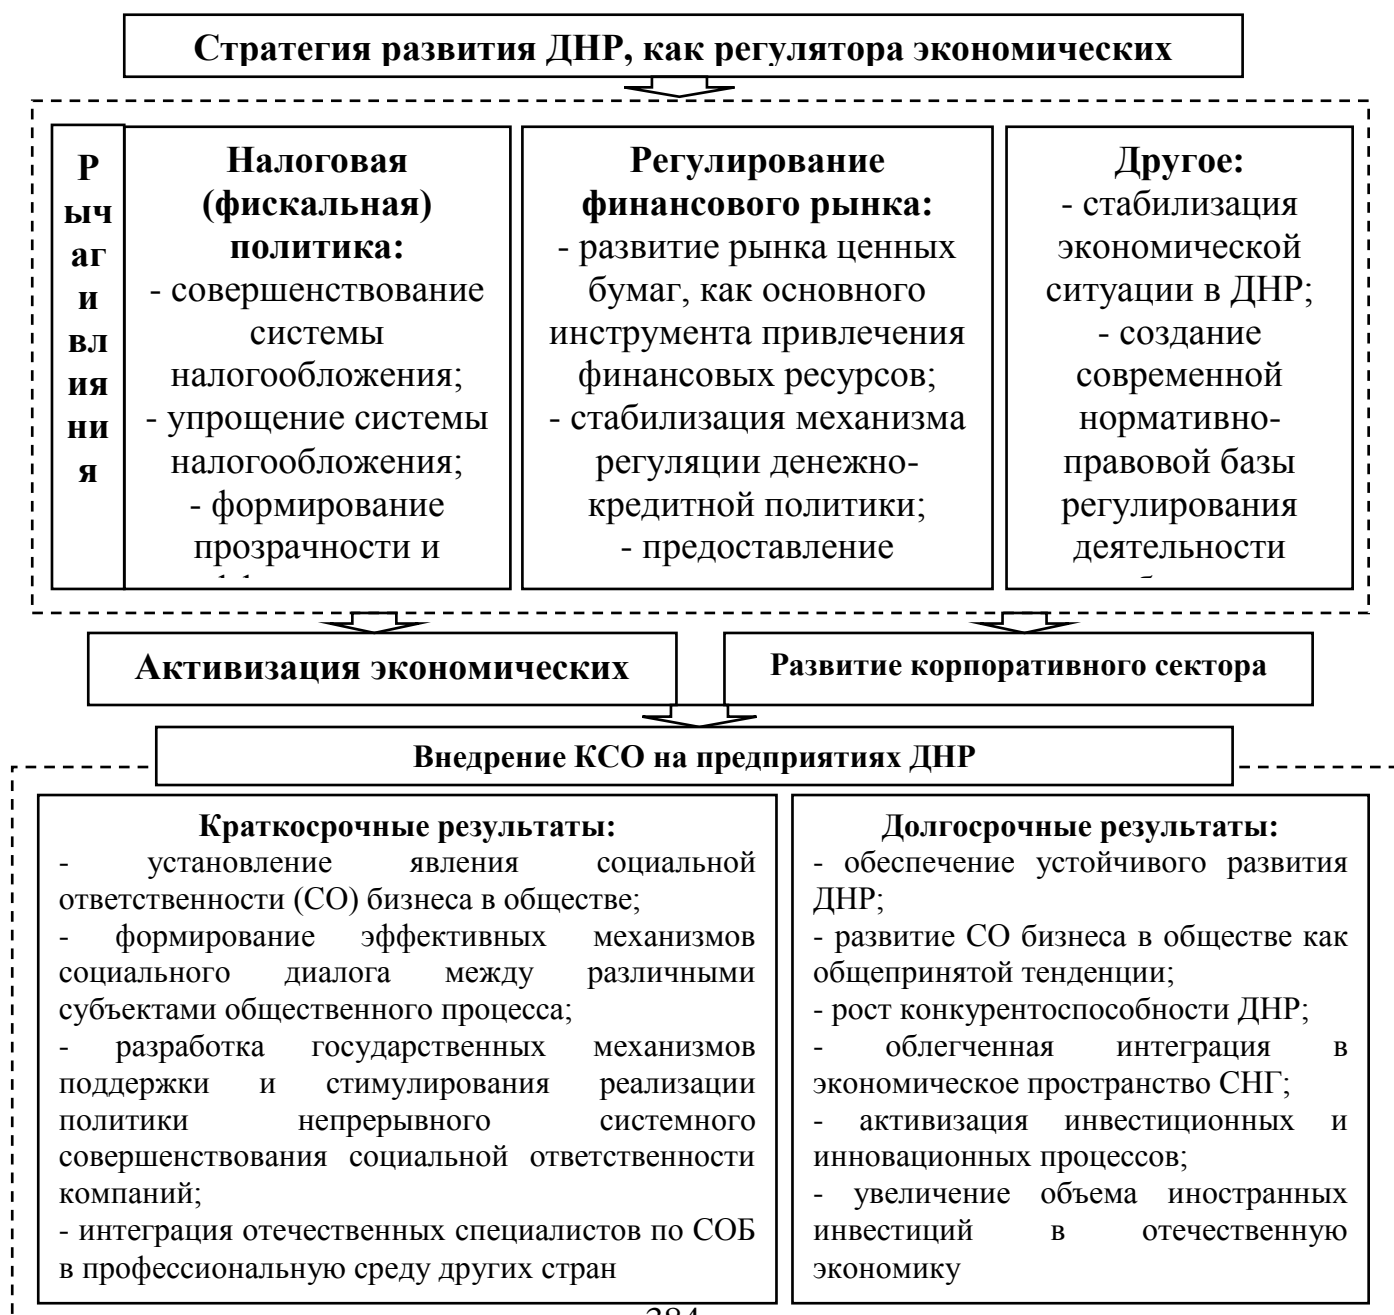 Стратегия развития ДНР, как регулятора экономических
Р
ыч
аг
и
вл
ия
ни
я
Налоговая
(фискальная)
политика:
- совершенствование
системы
налогообложения;
- упрощение системы
налогообложения;
- формирование
прозрачности и
Регулирование
финансового рынка:
- развитие рынка ценных
бумаг, как основного
инструмента привлечения
финансовых ресурсов;
- стабилизация механизма
регуляции денежно-
кредитной политики;
- предоставление
Другое:
- стабилизация
экономической
ситуации в ДНР;
- создание
современной
нормативно-
правовой базы
регулирования
деятельности
Активизация экономических
Развитие корпоративного сектора
Внедрение КСО на предприятиях ДНР
Краткосрочные результаты:
- установление явления социальной
ответственности (СО) бизнеса в обществе;
- формирование эффективных механизмов
социального диалога между различными
субъектами общественного процесса;
- разработка государственных механизмов
поддержки и стимулирования реализации
политики непрерывного системного
совершенствования социальной ответственности
компаний;
- интеграция отечественных специалистов по СОБ
в профессиональную среду других стран
Долгосрочные результаты:
- обеспечение устойчивого развития
ДНР;
- развитие СО бизнеса в обществе как
общепринятой тенденции;
- рост конкурентоспособности ДНР;
- облегченная интеграция в
экономическое пространство СНГ;
- активизация инвестиционных и
инновационных процессов;
- увеличение объема иностранных
инвестиций в отечественную
экономику